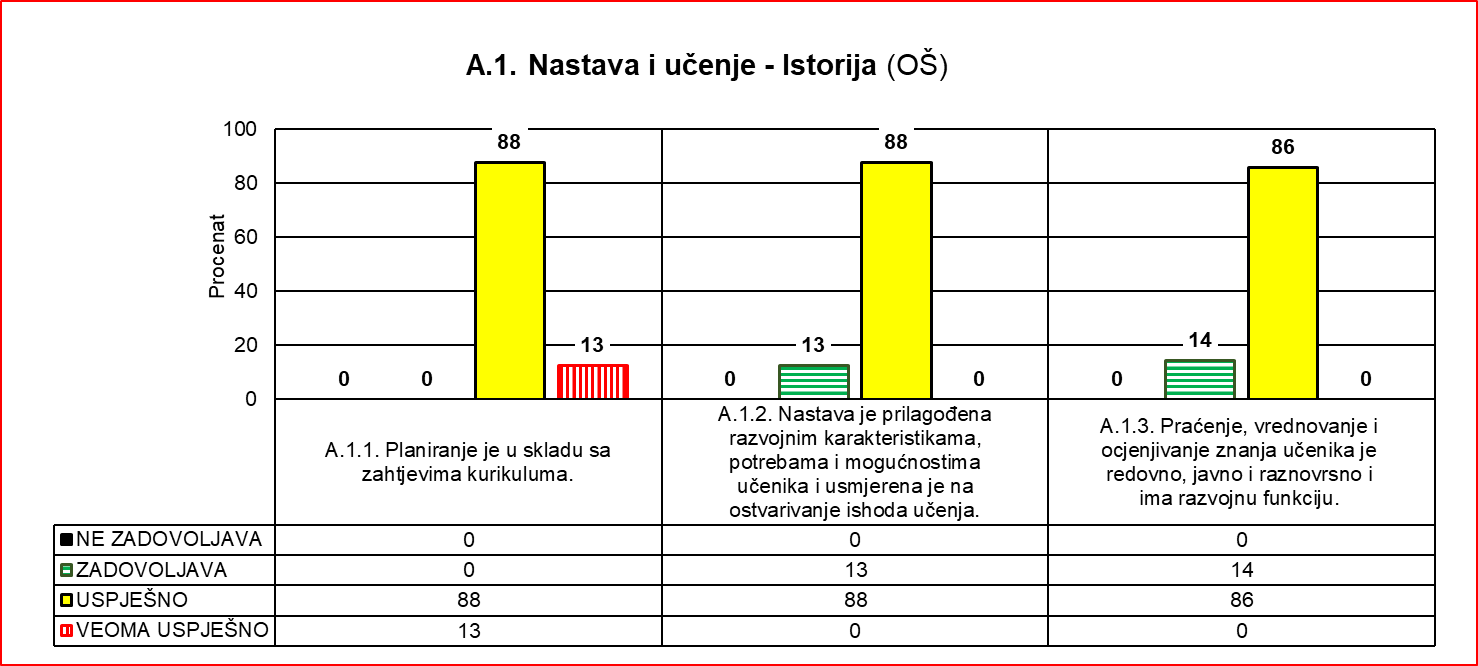 A.1. Nastava i učenje - Istorija (OŠ)
Procenat
100
80
60
40
20
0
0 0 88 13
0 13 88 0
0 14 86 0
A.1.1. Planiranje je u skladu sa
zahtjevima kurikuluma.
A.1.2. Nastava je prilagođena
razvojnim karakteristikama,
potrebama i mogućnostima
učenika i usmjerena je na
ostvarivanje ishoda učenja.
A.1.3. Praćenje, vrednovanje i
ocjenjivanje znanja učenika je
redovno, javno i raznovrsno i
ima razvojnu funkciju.
NE ZADOVOLJAVA 0 0 0
ZADOVOLJAVA 0 13 14
USPJEŠNO 88 88 86
VEOMA USPJEŠNO 13 0 0